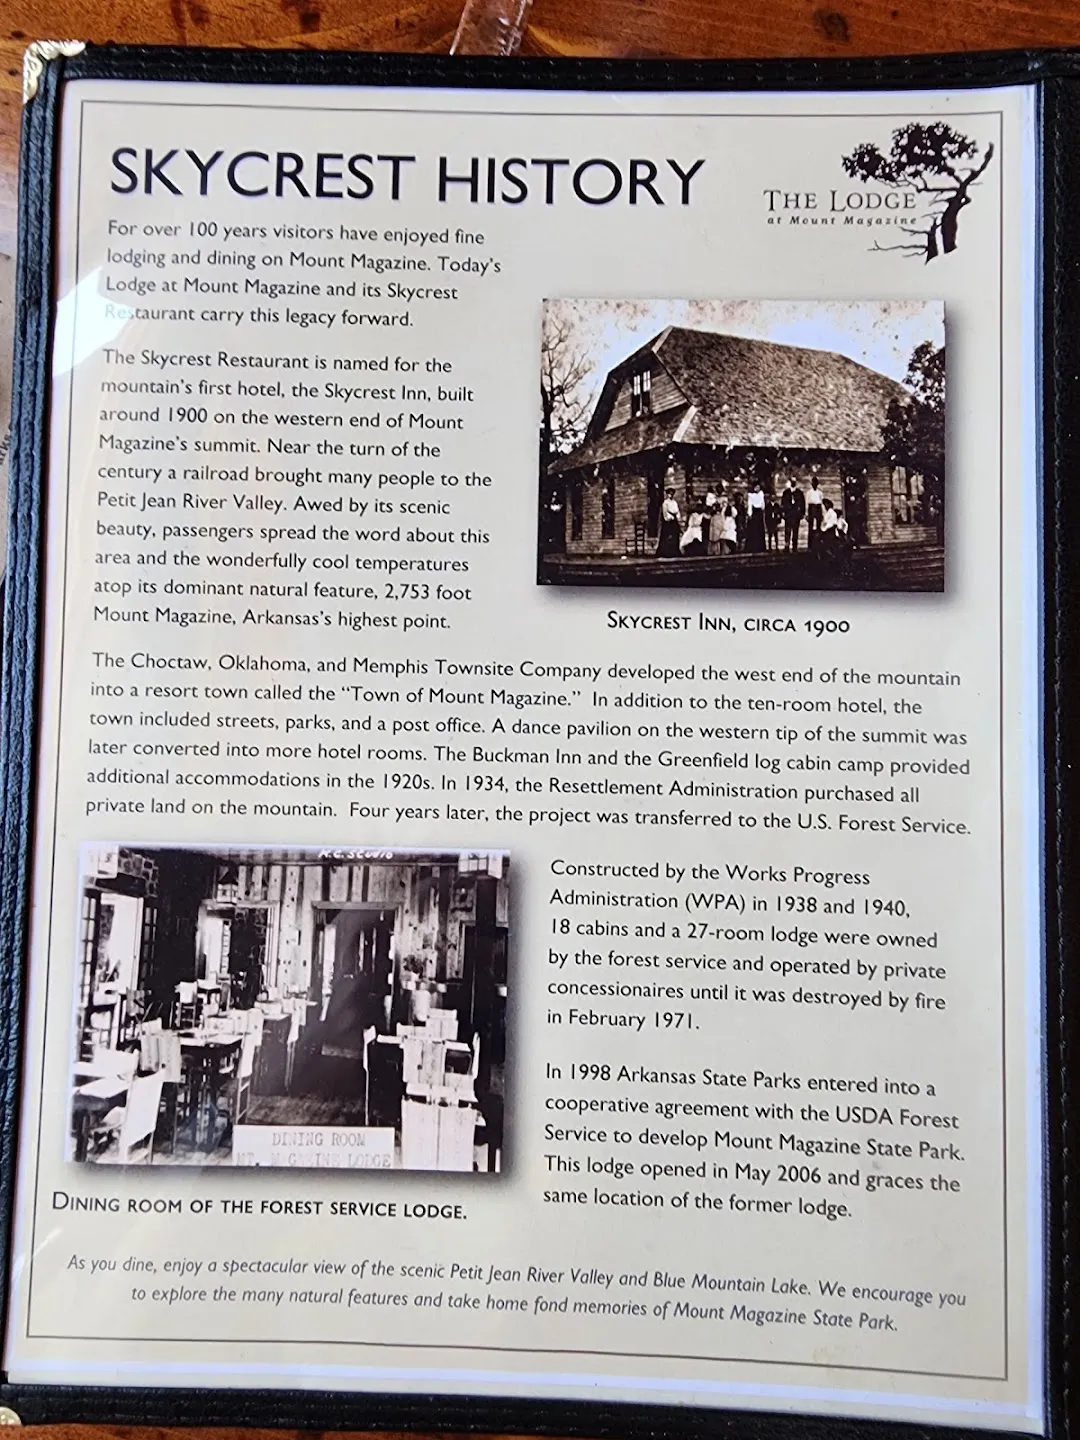 SKYCREST HISTORY
THE LODGE
at Mount Magazine
For over 100 years visitors have enjoyed fine
lodging and dining on Mount Magazine. Today's
Lodge at Mount Magazine and its Skycrest
Restaurant carry this legacy forward.
The Skycrest Restaurant is named for the
mountain's first hotel, the Skycrest Inn, built
around 1900 on the western end of Mount
Magazine's summit. Near the turn of the
century a railroad brought many people to the
Petit Jean River Valley. Awed by its scenic
beauty, passengers spread the word about this
area and the wonderfully cool temperatures
atop its dominant natural feature, 2,753 foot
Mount Magazine, Arkansas's highest point.
SKYCREST INN, CIRCA 1900
The Choctaw, Oklahoma, and Memphis Townsite Company developed the west end of the mountain
into a resort town called the “Town of Mount Magazine.” In addition to the ten-room hotel, the
town included streets, parks, and a post office. A dance pavilion on the western tip of the summit was
later converted into more hotel rooms. The Buckman Inn and the Greenfield log cabin camp provided
additional accommodations in the 1920s. In 1934, the Resettlement Administration purchased all
private land on the mountain. Four years later, the project was transferred to the U.S. Forest Service.
K.C. Studio
DINING ROOM
MT. MAGAZINE LODGE
DINING ROOM OF THE FOREST SERVICE LODGE.
Constructed by the Works Progress
Administration (WPA) in 1938 and 1940,
18 cabins and a 27-room lodge were owned
by the forest service and operated by private
concessionaires until it was destroyed by fire
in February 1971.
In 1998 Arkansas State Parks entered into a
cooperative agreement with the USDA Forest
Service to develop Mount Magazine State Park.
This lodge opened in May 2006 and graces the
same location of the former lodge.
As you dine, enjoy a spectacular view of the scenic Petit Jean River Valley and Blue Mountain Lake. We encourage you
to explore the many natural features and take home fond memories of Mount Magazine State Park.